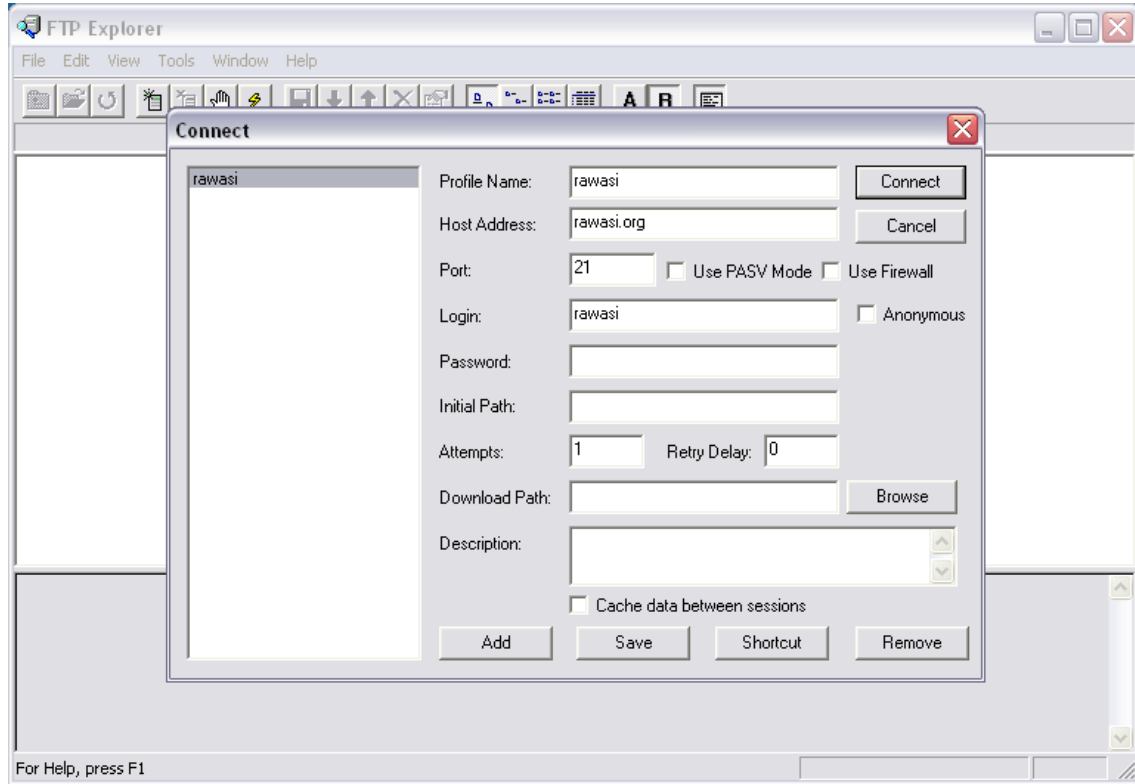 FTP Explorer
File Edit View Tools Window Help
A B
Connect
rawasi
Profile Name: rawasi Connect
Host Address: rawasi.org Cancel
Port: 21 Use PASV Mode Use Firewall
Login: rawasi Anonymous
Password:
Initial Path:
Attempts: 1 Retry Delay: 0
Download Path: Browse
Description:
Cache data between sessions
Add Save Shortcut Remove
For Help, press F1